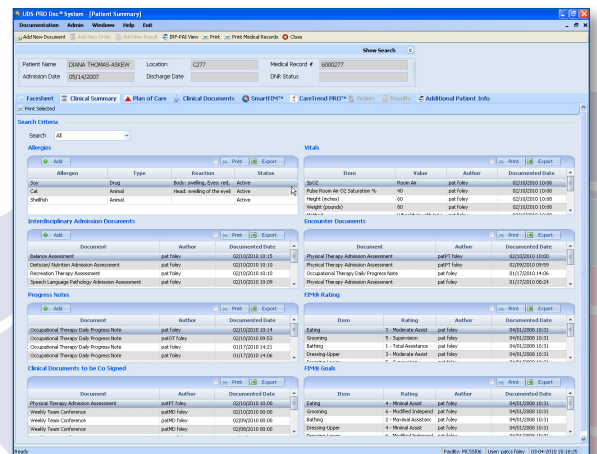 UDS-PRO Doc℠ System - [Patient Summary]
Documentation Admin Windows Help Exit
Add New Document Add New Order Add New Result IRF-PAI View Print Print Medical Records Close
Show Search
Patient Name DIANA THOMAS-ASKEW Location C277 Medical Record # 6000277
Admission Date 05/14/2007 Discharge Date DNR Status
Facesheet Clinical Summary Plan of Care Clinical Documents SmartFIM™ CareTrend PRO™ Orders Results Additional Patient Info
Print Selected
Search Criteria
Search All
Allergies
Add Print Export
Allergen Type Reaction Status
Soy Drug Body: swelling, Eyes: red, Active
Cat Animal Head: swelling of the eyeli Active
Shellfish Animal Active
Vitals
Print Export
Item Value Author Documented Date
SpO2 Room Air pat foley 02/10/2010 10:08
Pulse Room Air O2 Saturation % 40 pat foley 02/10/2010 10:08
Height (inches) 60 pat foley 02/10/2010 10:08
Weight (pounds) 80 pat foley 02/10/2010 10:08
Interdisciplinary Admission Documents
Add Print Export
Document Author Documented Date
Balance Assessment pat foley 02/10/2010 10:15
Dietician/ Nutrition Admission Assessment pat foley 02/10/2010 10:10
Recreation Therapy Assessment pat foley 02/10/2010 10:10
Speech Language Pathology Admission Assessment pat foley 02/10/2010 10:09
Encounter Documents
Print Export
Document Author Documented Date
Physical Therapy Admission Assessment patPT foley 02/10/2010 10:00
Physical Therapy Admission Assessment patPT foley 02/09/2010 09:59
Occupational Therapy Daily Progress Note pat foley 01/17/2010 14:06
Physical Therapy Admission Assessment pat foley 01/17/2010 08:24
Progress Notes
Add Print Export
Document Author Documented Date
Occupational Therapy Daily Progress Note pat foley 02/10/2010 10:14
Occupational Therapy Daily Progress Note patOT foley 02/10/2010 09:53
Occupational Therapy Daily Progress Note pat foley 01/17/2010 14:21
Occupational Therapy Daily Progress Note pat foley 01/17/2010 14:06
FIM® Rating
Print Export
Item Rating Author Documented Date
Eating 3 - Moderate Assist pat foley 04/01/2008 10:31
Grooming 5 - Supervision pat foley 04/01/2008 10:31
Bathing 1 - Total Assistance pat foley 04/01/2008 10:31
Dressing-Upper 3 - Moderate Assist pat foley 04/01/2008 10:31
Clinical Documents to be Co Signed
Print Export
Document Author Documented Date
Physical Therapy Admission Assessment patPT foley 02/10/2010 10:00
Weekly Team Conference patMD foley 02/10/2010 00:00
Weekly Team Conference patMD foley 02/09/2010 00:00
Weekly Team Conference patMD foley 02/08/2010 00:00
FIM® Goals
Print Export
Item Rating Author Documented Date
Eating 4 - Minimal Assist pat foley 04/01/2008 10:31
Grooming 6 - Modified Independ pat foley 04/01/2008 10:31
Bathing 2 - Maximal Assistanc pat foley 04/01/2008 10:31
Dressing-Upper 4 - Minimal Assist pat foley 04/01/2008 10:31
Ready Facility: MCSSI06 User: patcs foley 03-04-2010 15:18:25